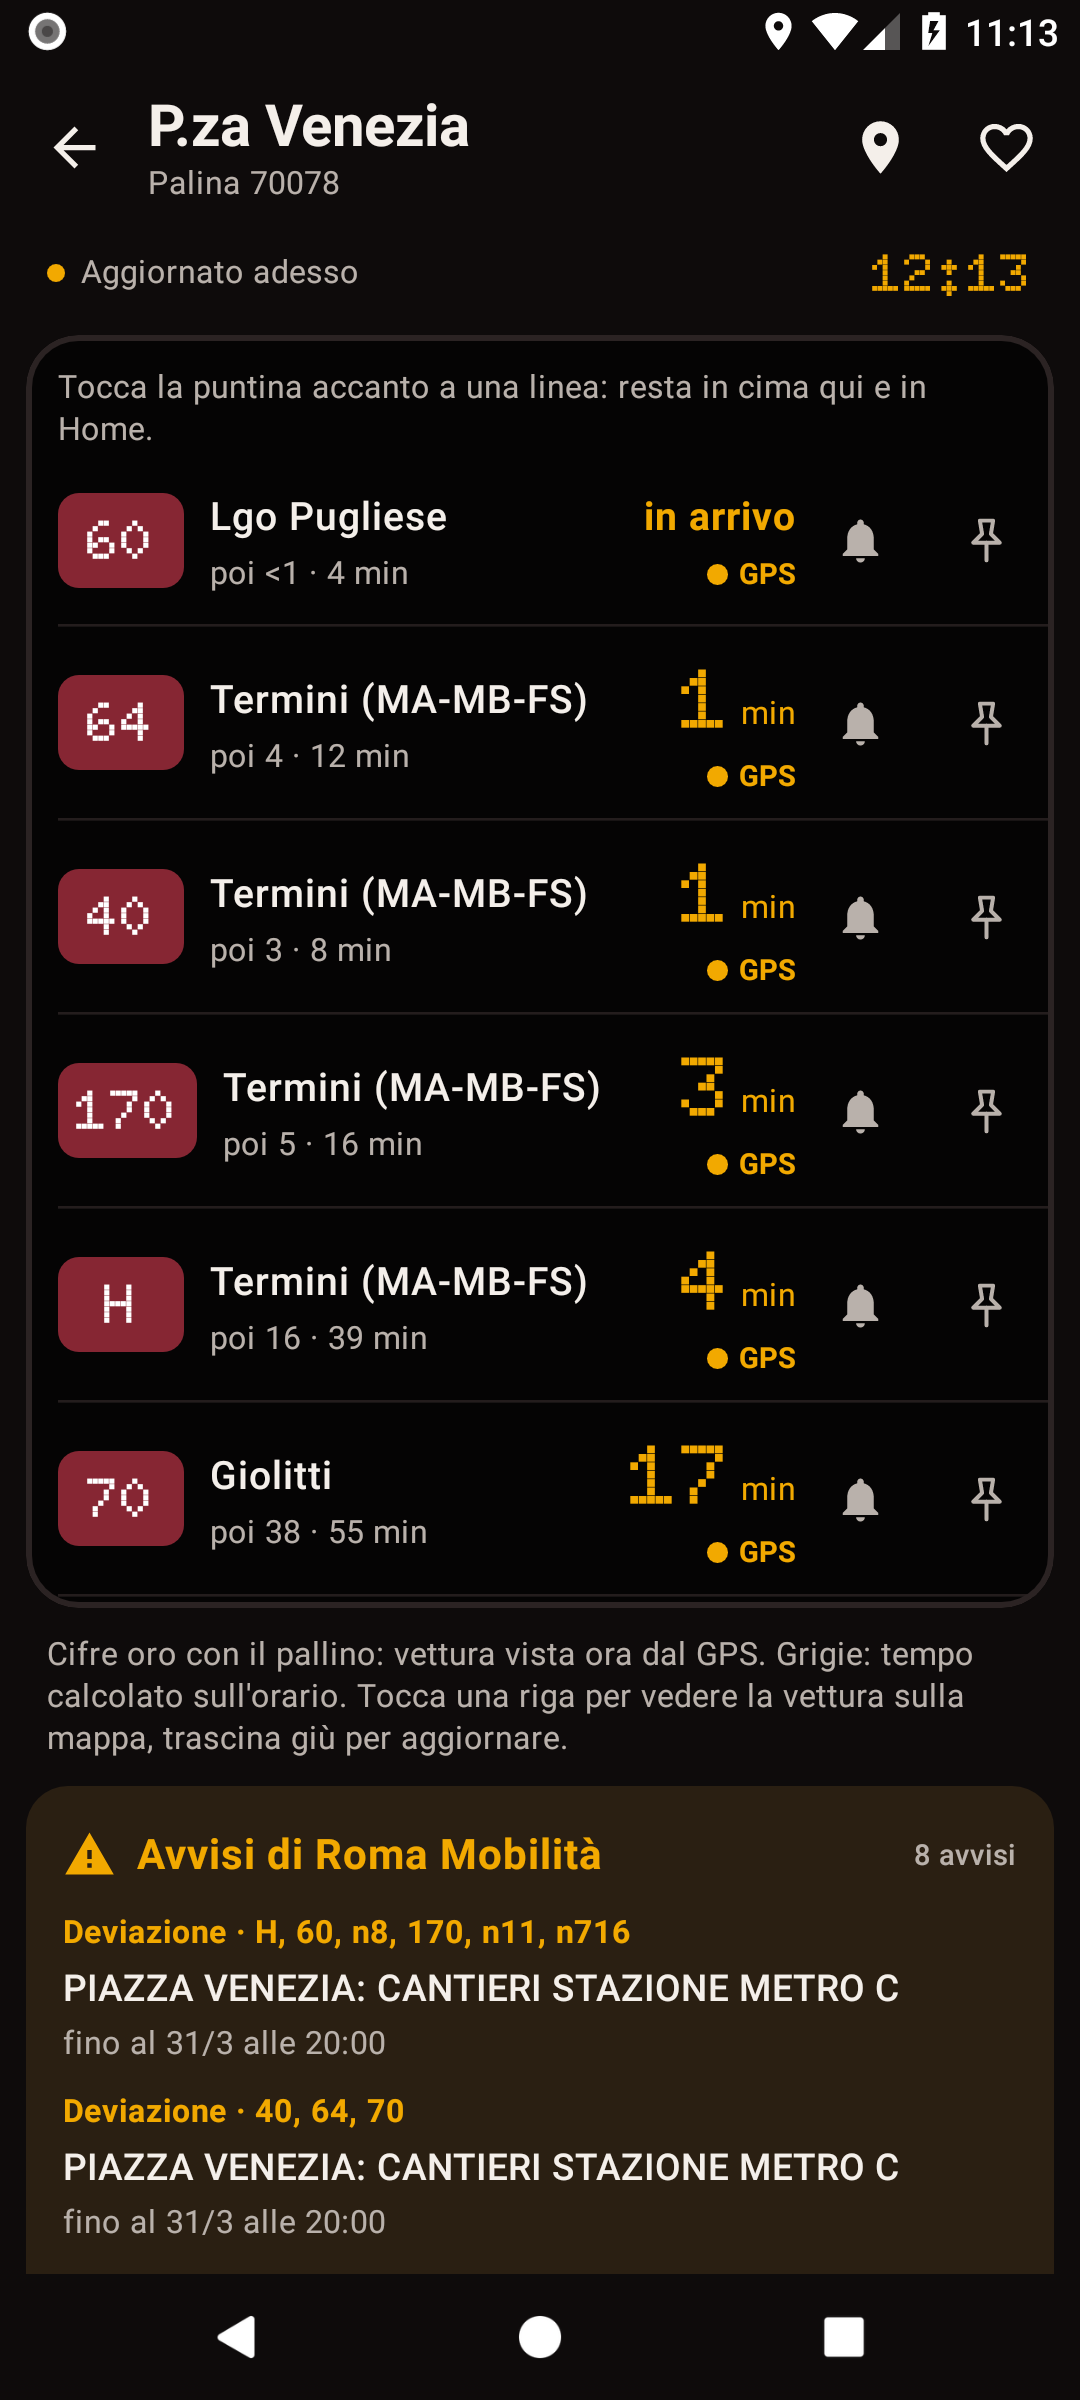 11:13
P.za Venezia
Palina 70078
Aggiornato adesso
12:13
Tocca la puntina accanto a una linea: resta in cima qui e in
Home.
60
Lgo Pugliese
in arrivo
poi <1 · 4 min
GPS
64
Termini (MA-MB-FS)
1 min
poi 4 · 12 min
GPS
40
Termini (MA-MB-FS)
1 min
poi 3 · 8 min
GPS
170
Termini (MA-MB-FS)
3 min
poi 5 · 16 min
GPS
H
Termini (MA-MB-FS)
4 min
poi 16 · 39 min
GPS
70
Giolitti
17 min
poi 38 · 55 min
GPS
Cifre oro con il pallino: vettura vista ora dal GPS. Grigie: tempo
calcolato sull'orario. Tocca una riga per vedere la vettura sulla
mappa, trascina giù per aggiornare.
Avvisi di Roma Mobilità
8 avvisi
Deviazione · H, 60, n8, 170, n11, n716
PIAZZA VENEZIA: CANTIERI STAZIONE METRO C
fino al 31/3 alle 20:00
Deviazione · 40, 64, 70
PIAZZA VENEZIA: CANTIERI STAZIONE METRO C
fino al 31/3 alle 20:00